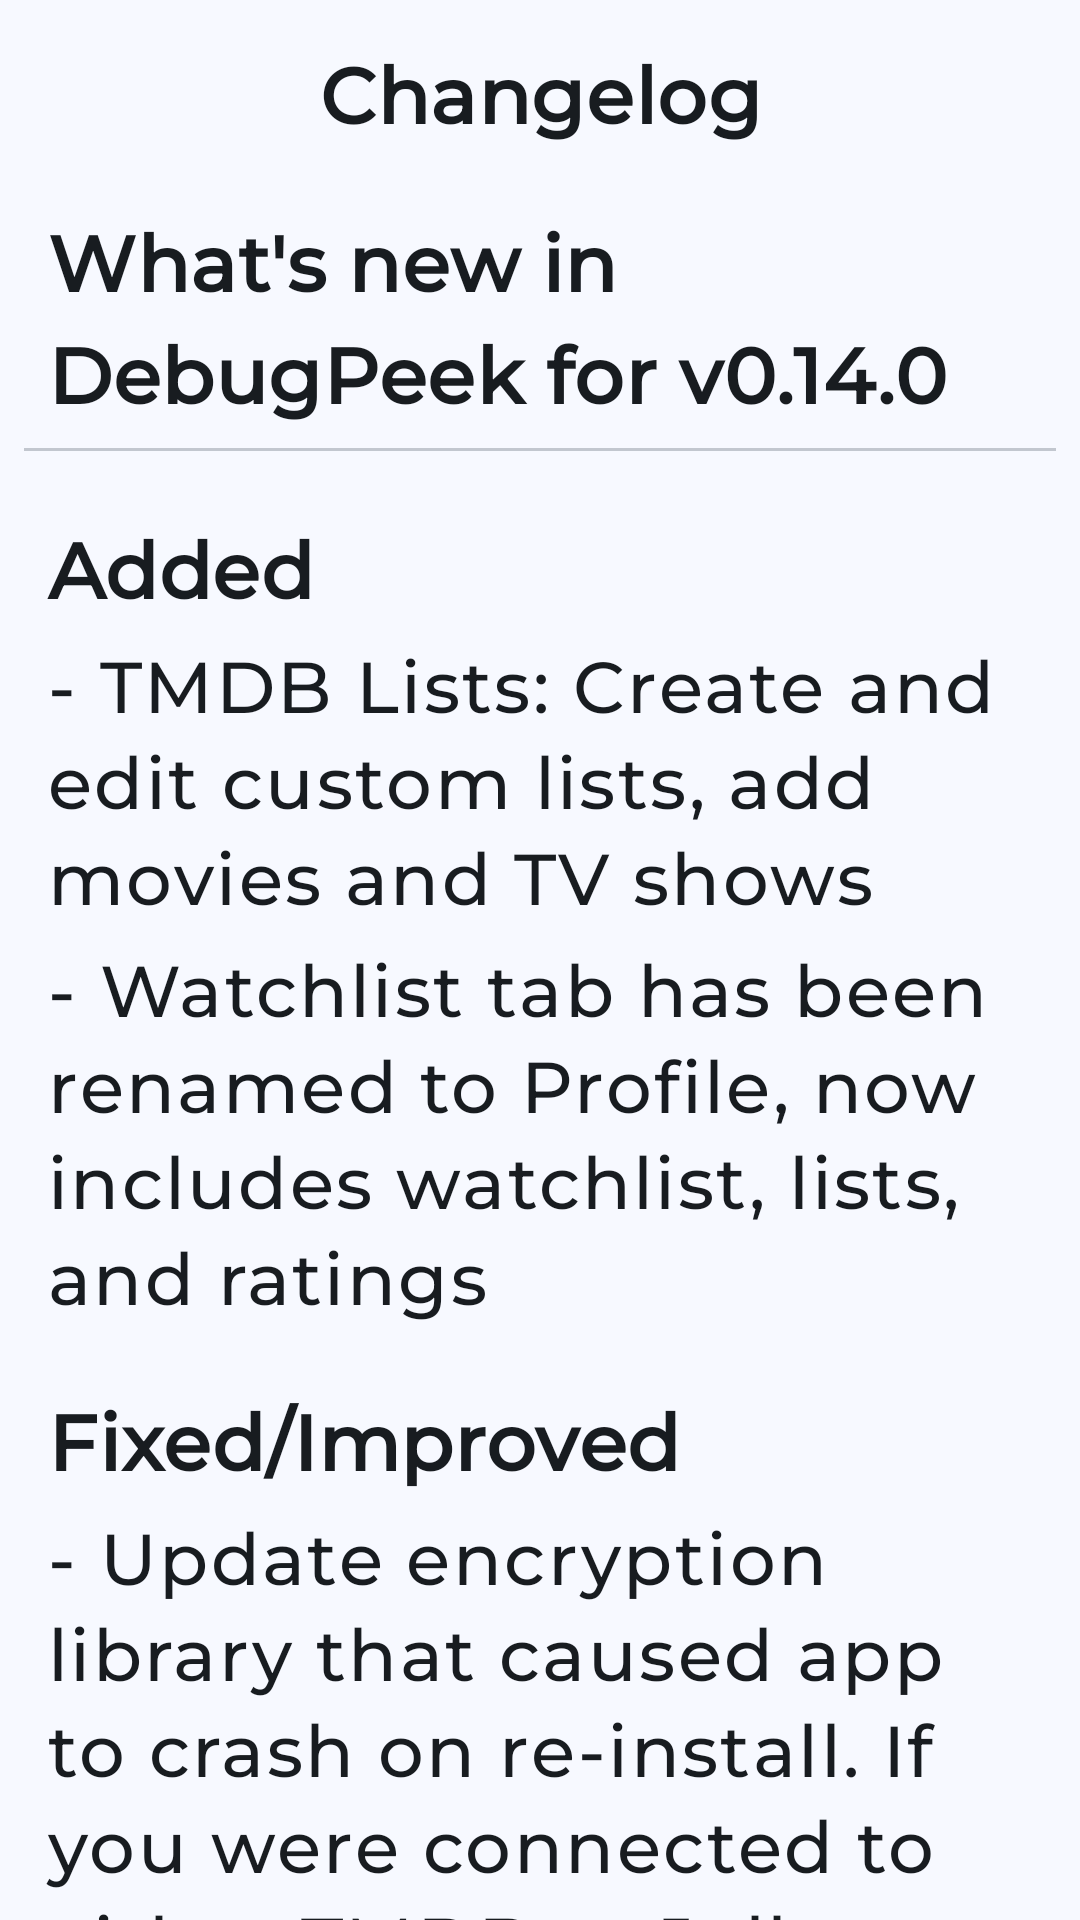 Changelog
What's new in
DebugPeek for v0.14.0
Added
- TMDB Lists: Create and
edit custom lists, add
movies and TV shows
- Watchlist tab has been
renamed to Profile, now
includes watchlist, lists,
and ratings
Fixed/Improved
- Update encryption
library that caused app
to crash on re-install. If
you were connected to